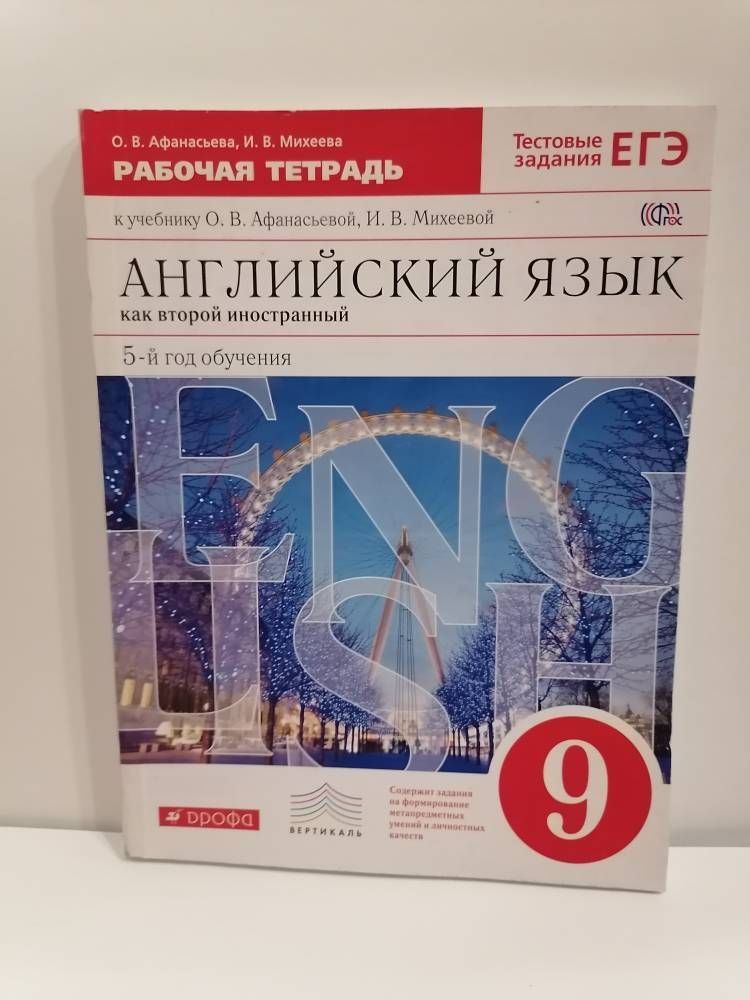 О. В. Афанасьева, И. В. Михеева
РАБОЧАЯ ТЕТРАДЬ
Тестовые
задания ЕГЭ
к учебнику О. В. Афанасьевой, И. В. Михеевой
ФГОС
АНГЛИЙСКИЙ ЯЗЫК
как второй иностранный
5-й год обучения
ENG
LISH
9
ДРОФА
ВЕРТИКАЛЬ
Содержит задания
на формирование
метапредметных
умений и личностных
качеств